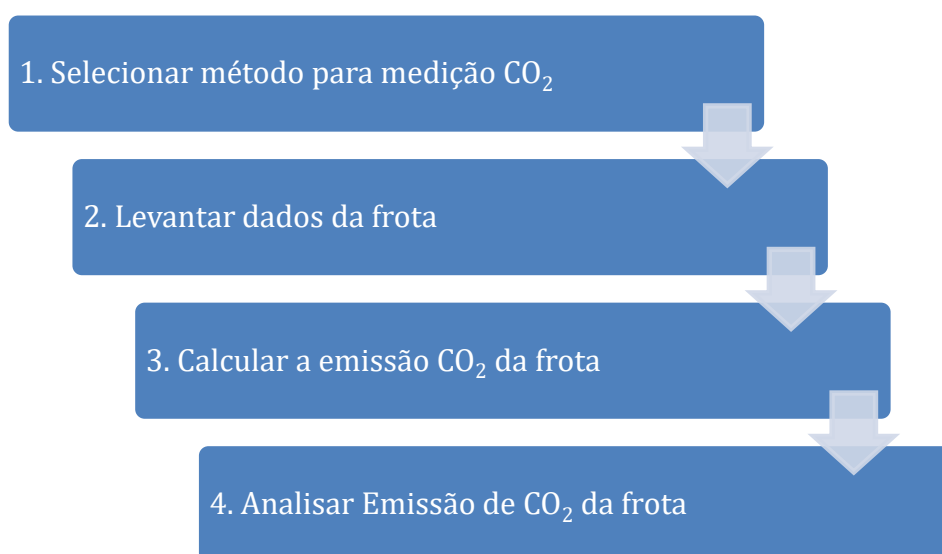 1. Selecionar método para medição CO₂
2. Levantar dados da frota
3. Calcular a emissão CO₂ da frota
4. Analisar Emissão de CO₂ da frota